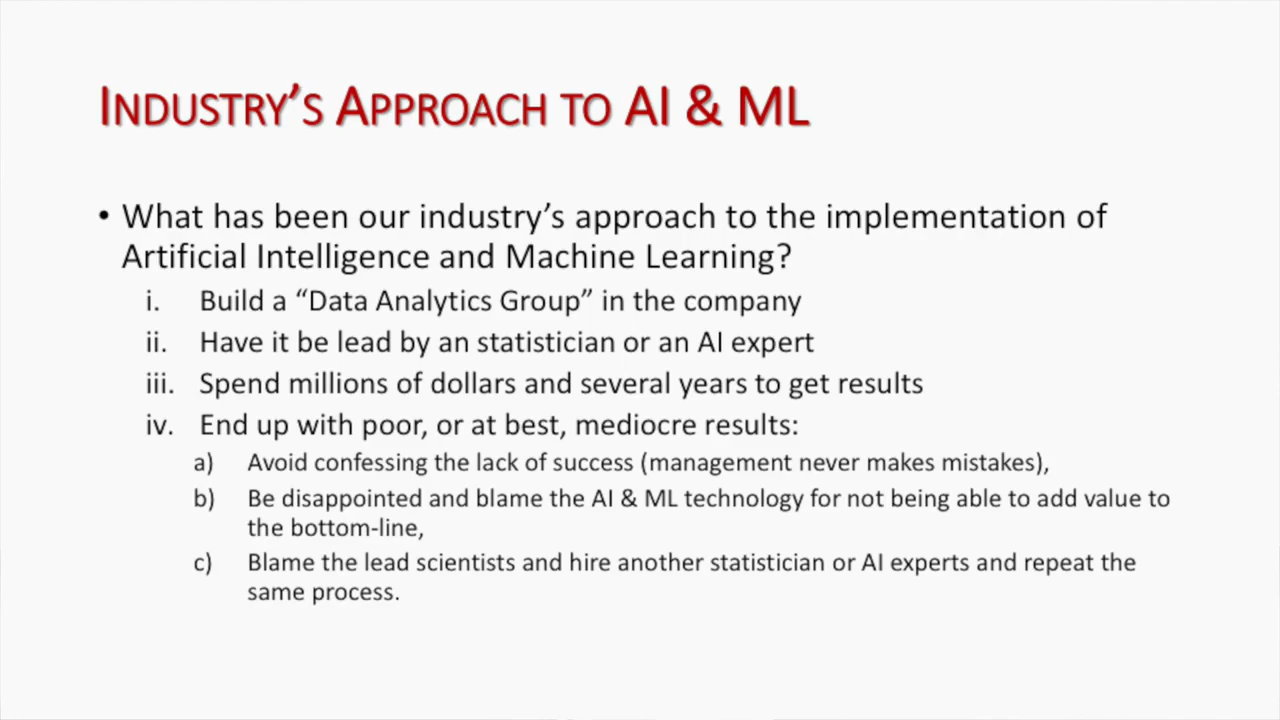 INDUSTRY’S APPROACH TO AI & ML
• What has been our industry’s approach to the implementation of
Artificial Intelligence and Machine Learning?
i. Build a “Data Analytics Group” in the company
ii. Have it be lead by an statistician or an AI expert
iii. Spend millions of dollars and several years to get results
iv. End up with poor, or at best, mediocre results:
a) Avoid confessing the lack of success (management never makes mistakes),
b) Be disappointed and blame the AI & ML technology for not being able to add value to
the bottom-line,
c) Blame the lead scientists and hire another statistician or AI experts and repeat the
same process.